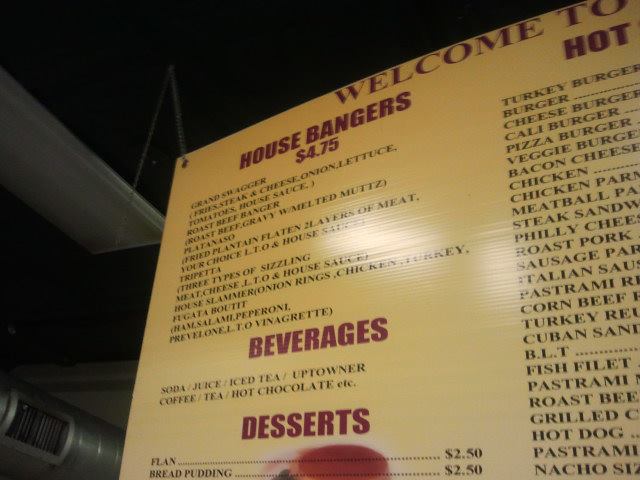 WELCOME TO
HOUSE BANGERS
$4.75
GRAND SWAGGER
( FRIES,STEAK & CHEESE,ONION,LETTUCE,
TOMATOES, HOUSE SAUCE, )
ROAST BEEF BANGER
(ROAST BEEF,GRAVY W/MELTED MUTTZ)
PLATANASO
(FRIED PLANTAIN FLATEN 2LAYERS OF MEAT,
YOUR CHOICE L.T.O & HOUSE SAUCE)
TRIPETTA
(THREE TYPES OF SIZZLING
MEAT,CHEESE ,L.T.O & HOUSE SAUCE)
HOUSE SLAMMER(ONION RINGS ,CHICKEN ,TURKEY,
FUGATA BOUTIT
(HAM,SALAMI,PEPERONI,
PREVELONE,L.T.O VINAGRETTE)
BEVERAGES
SODA / JUICE / ICED TEA / UPTOWNER
COFFEE / TEA / HOT CHOCOLATE etc.
DESSERTS
FLAN ........ $2.50
BREAD PUDDING ........ $2.50
HOT
TURKEY BURGER
BURGER ........
CHEESE BURGER
CALI BURGER ...
PIZZA BURGER
VEGGIE BURGER
BACON CHEESE
CHICKEN ........
CHICKEN PARM
MEATBALL PA
STEAK SANDW
PHILLY CHEE
ROAST PORK
SAUSAGE PAR
ITALIAN SAUS
PASTRAMI RE
CORN BEEF R
TURKEY REU
CUBAN SAND
B.L.T ........
FISH FILET
PASTRAMI
ROAST BEE
GRILLED C
HOT DOG ...
PASTRAMI
NACHO SIZ